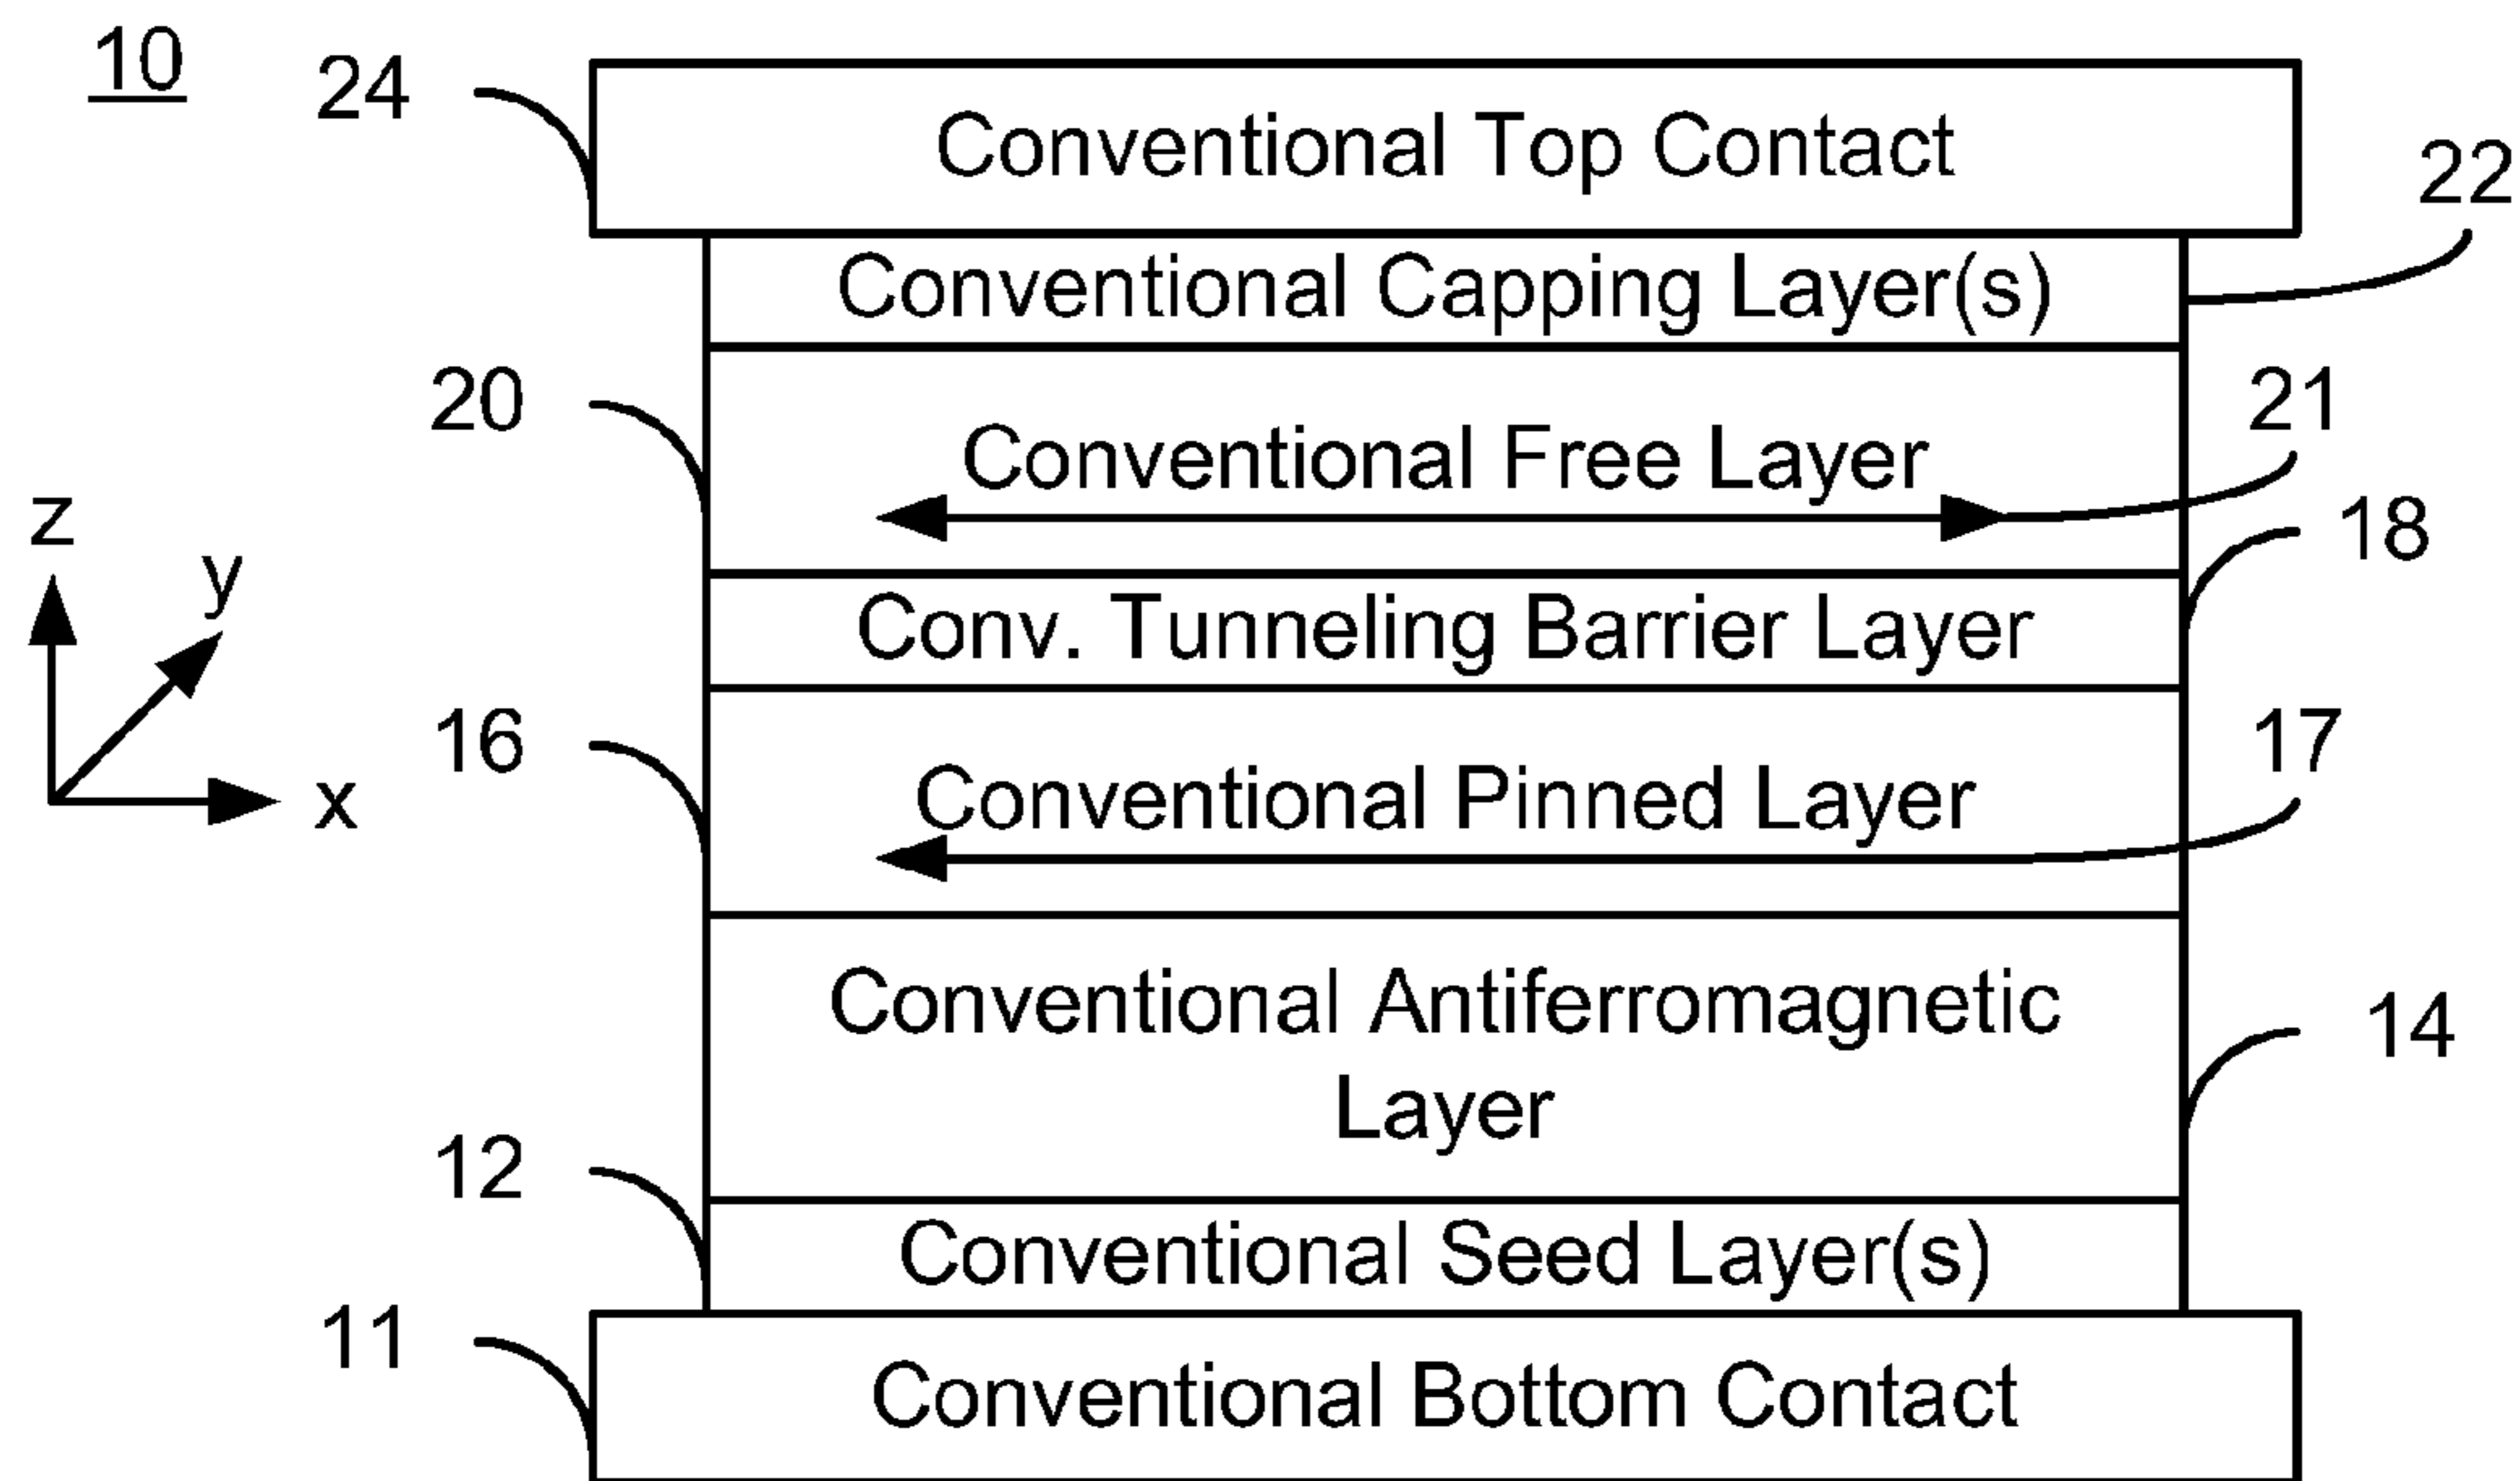 10
24
Conventional Top Contact
22
Conventional Capping Layer(s)
20
21
Conventional Free Layer
18
z
y
Conv. Tunneling Barrier Layer
16
17
x
Conventional Pinned Layer
Conventional Antiferromagnetic
14
Layer
12
Conventional Seed Layer(s)
11
Conventional Bottom Contact